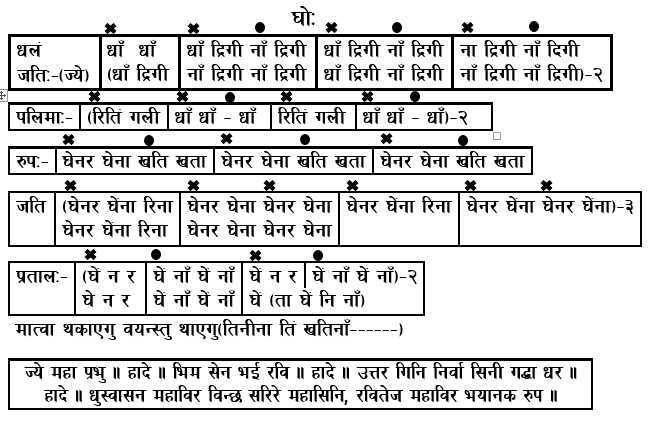 घोः
धलं धाँ धाँ धाँ द्रिगी नाँ द्रिगी धाँ द्रिगी नाँ द्रिगी ना द्रिगी नाँ दिगी
जतिः-(ज्ये) (धाँ द्रिगी नाँ द्रिगी नाँ द्रिगी धाँ द्रिगी नाँ द्रिगी नाँ द्रिगी नाँ द्रिगी)-२
पलिमाः- (रितिं गली धाँ धाँ - धाँ रितिं गली धाँ धाँ - धाँ)-२
रुपः- घेनर घेना खति खता घेनर घेना खति खता घेनर घेना खति खता
जति (घेनर घेंना रिना घेनर घेंना घेनर घेना घेनर घेंना रिना घेनर घेंना घेनर घेंना)-३
घेनर घेंना रिना घेनर घेना घेनर घेना
प्रतालः- (घें न र घें नाँ घें नाँ घें न र घें नाँ घें नाँ)-२
घे न र घें नाँ घें नाँ घें (ता घें नि नाँ)
मात्वा थकाएगु वयन्स्तु थाएगु(तिनीना तिं खतिनाँ------)
ज्ये महा प्रभु ॥ हादे ॥ भिम सेन भई रवि ॥ हादे ॥ उत्तर गिनि निर्वा सिनी गद्धा धर ॥
हादे ॥ धुस्वासन महाविर विन्छ सरिरे महासिनि, रवितेज महाविर भयानक रुप ॥